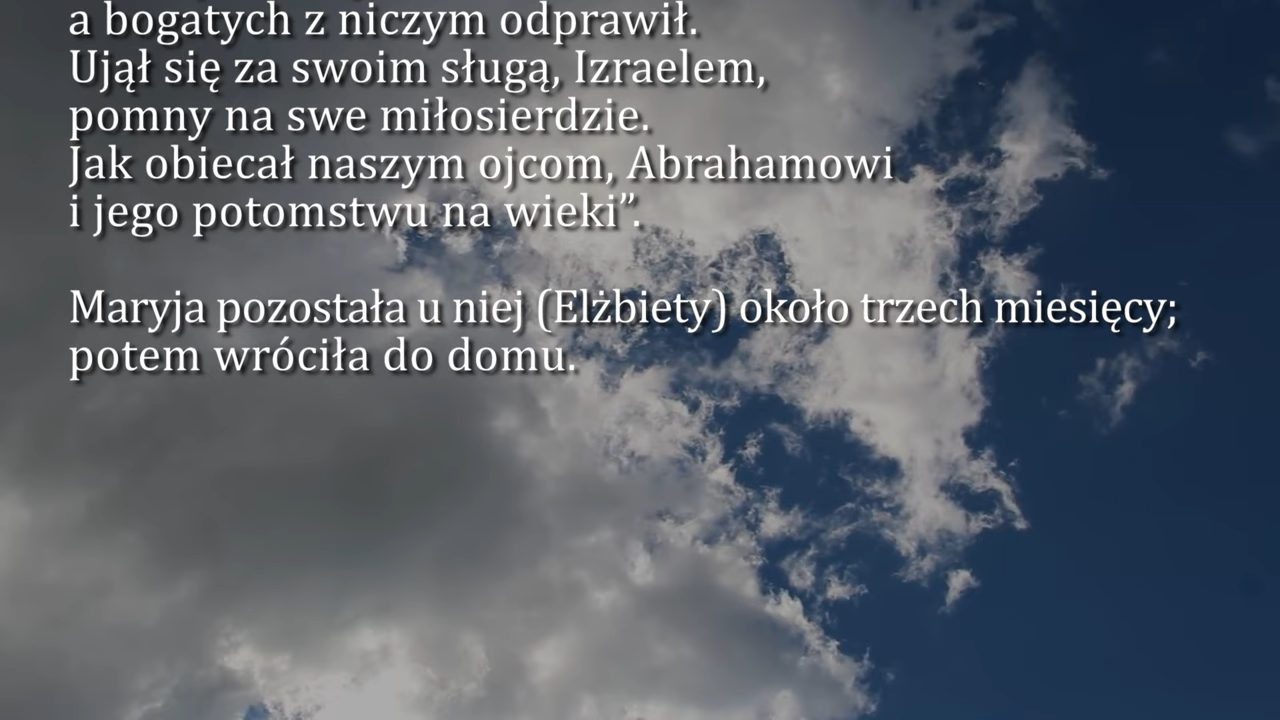 a bogatych z niczym odprawił.
Ujął się za swoim sługą, Izraelem,
pomny na swe miłosierdzie.
Jak obiecał naszym ojcom, Abrahamowi
i jego potomstwu na wieki”.
Maryja pozostała u niej (Elżbiety) około trzech miesięcy;
potem wróciła do domu.